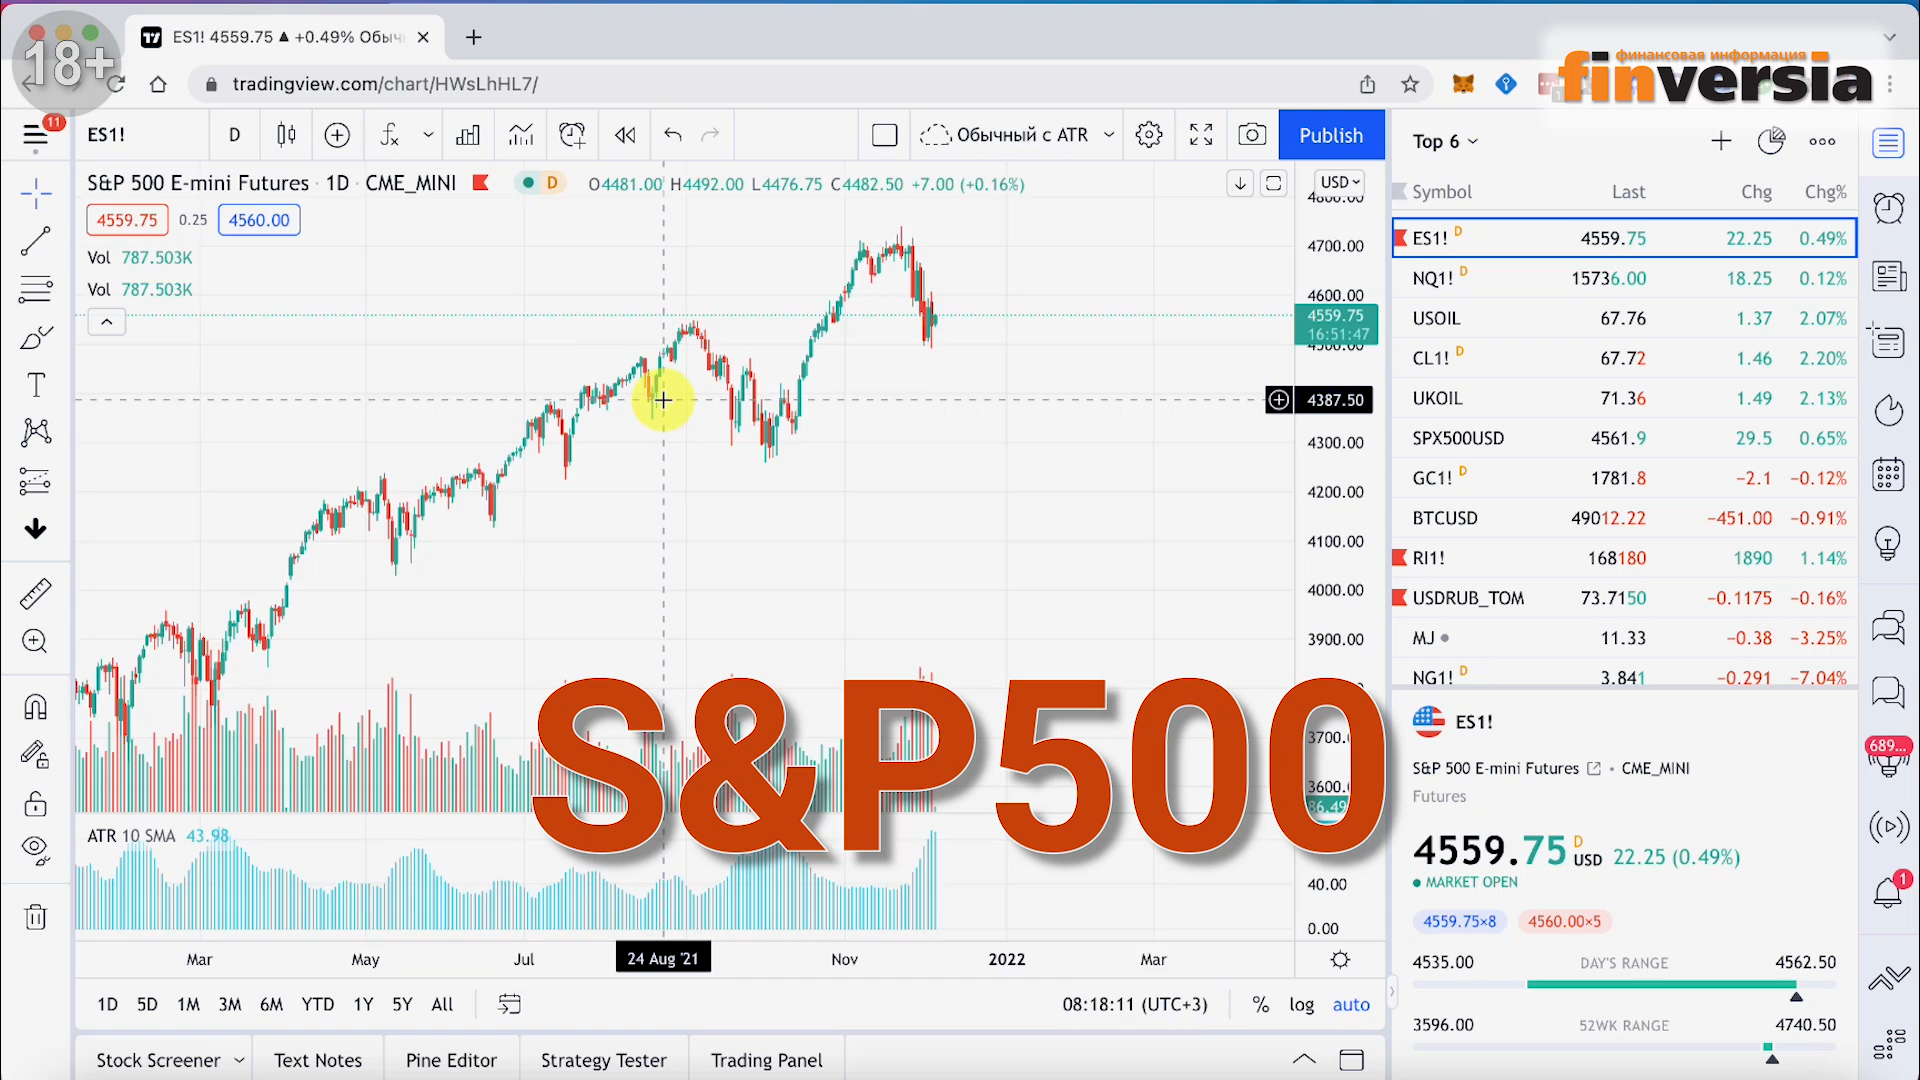 18+
ES1! 4559.75 ▲ +0.49% Обыч
tradingview.com/chart/HWsLhHL7/
финансовая информация
finversia
11
ES1!
D
Обычный с ATR
Publish
S&P 500 E-mini Futures · 1D · CME_MINI
D
O4481.00 H4492.00 L4476.75 C4482.50 +7.00 (+0.16%)
USD
4559.75 0.25 4560.00
Vol 787.503K
Vol 787.503K
4800.00
4700.00
4600.00
4559.75
16:51:47
4500.00
4387.50
4300.00
4200.00
4100.00
4000.00
3900.00
3700.
3600.
86.49
S&P500
ATR 10 SMA 43.98
40.00
0.00
Mar May Jul 24 Aug '21 Nov 2022 Mar
1D 5D 1M 3M 6M YTD 1Y 5Y All
08:18:11 (UTC+3) % log auto
Stock Screener Text Notes Pine Editor Strategy Tester Trading Panel
Top 6
Symbol Last Chg Chg%
ES1! D 4559.75 22.25 0.49%
NQ1! D 15736.00 18.25 0.12%
USOIL 67.76 1.37 2.07%
CL1! D 67.72 1.46 2.20%
UKOIL 71.36 1.49 2.13%
SPX500USD 4561.9 29.5 0.65%
GC1! D 1781.8 −2.1 −0.12%
BTCUSD 49012.22 −451.00 −0.91%
RI1! 168180 1890 1.14%
USDRUB_TOM 73.7150 −0.1175 −0.16%
MJ 11.33 −0.38 −3.25%
NG1! D 3.841 −0.291 −7.04%
ES1!
S&P 500 E-mini Futures · CME_MINI
Futures
4559.75 D USD 22.25 (0.49%)
MARKET OPEN
4559.75×8 4560.00×5
4535.00 DAY'S RANGE 4562.50
3596.00 52WK RANGE 4740.50
689...
1